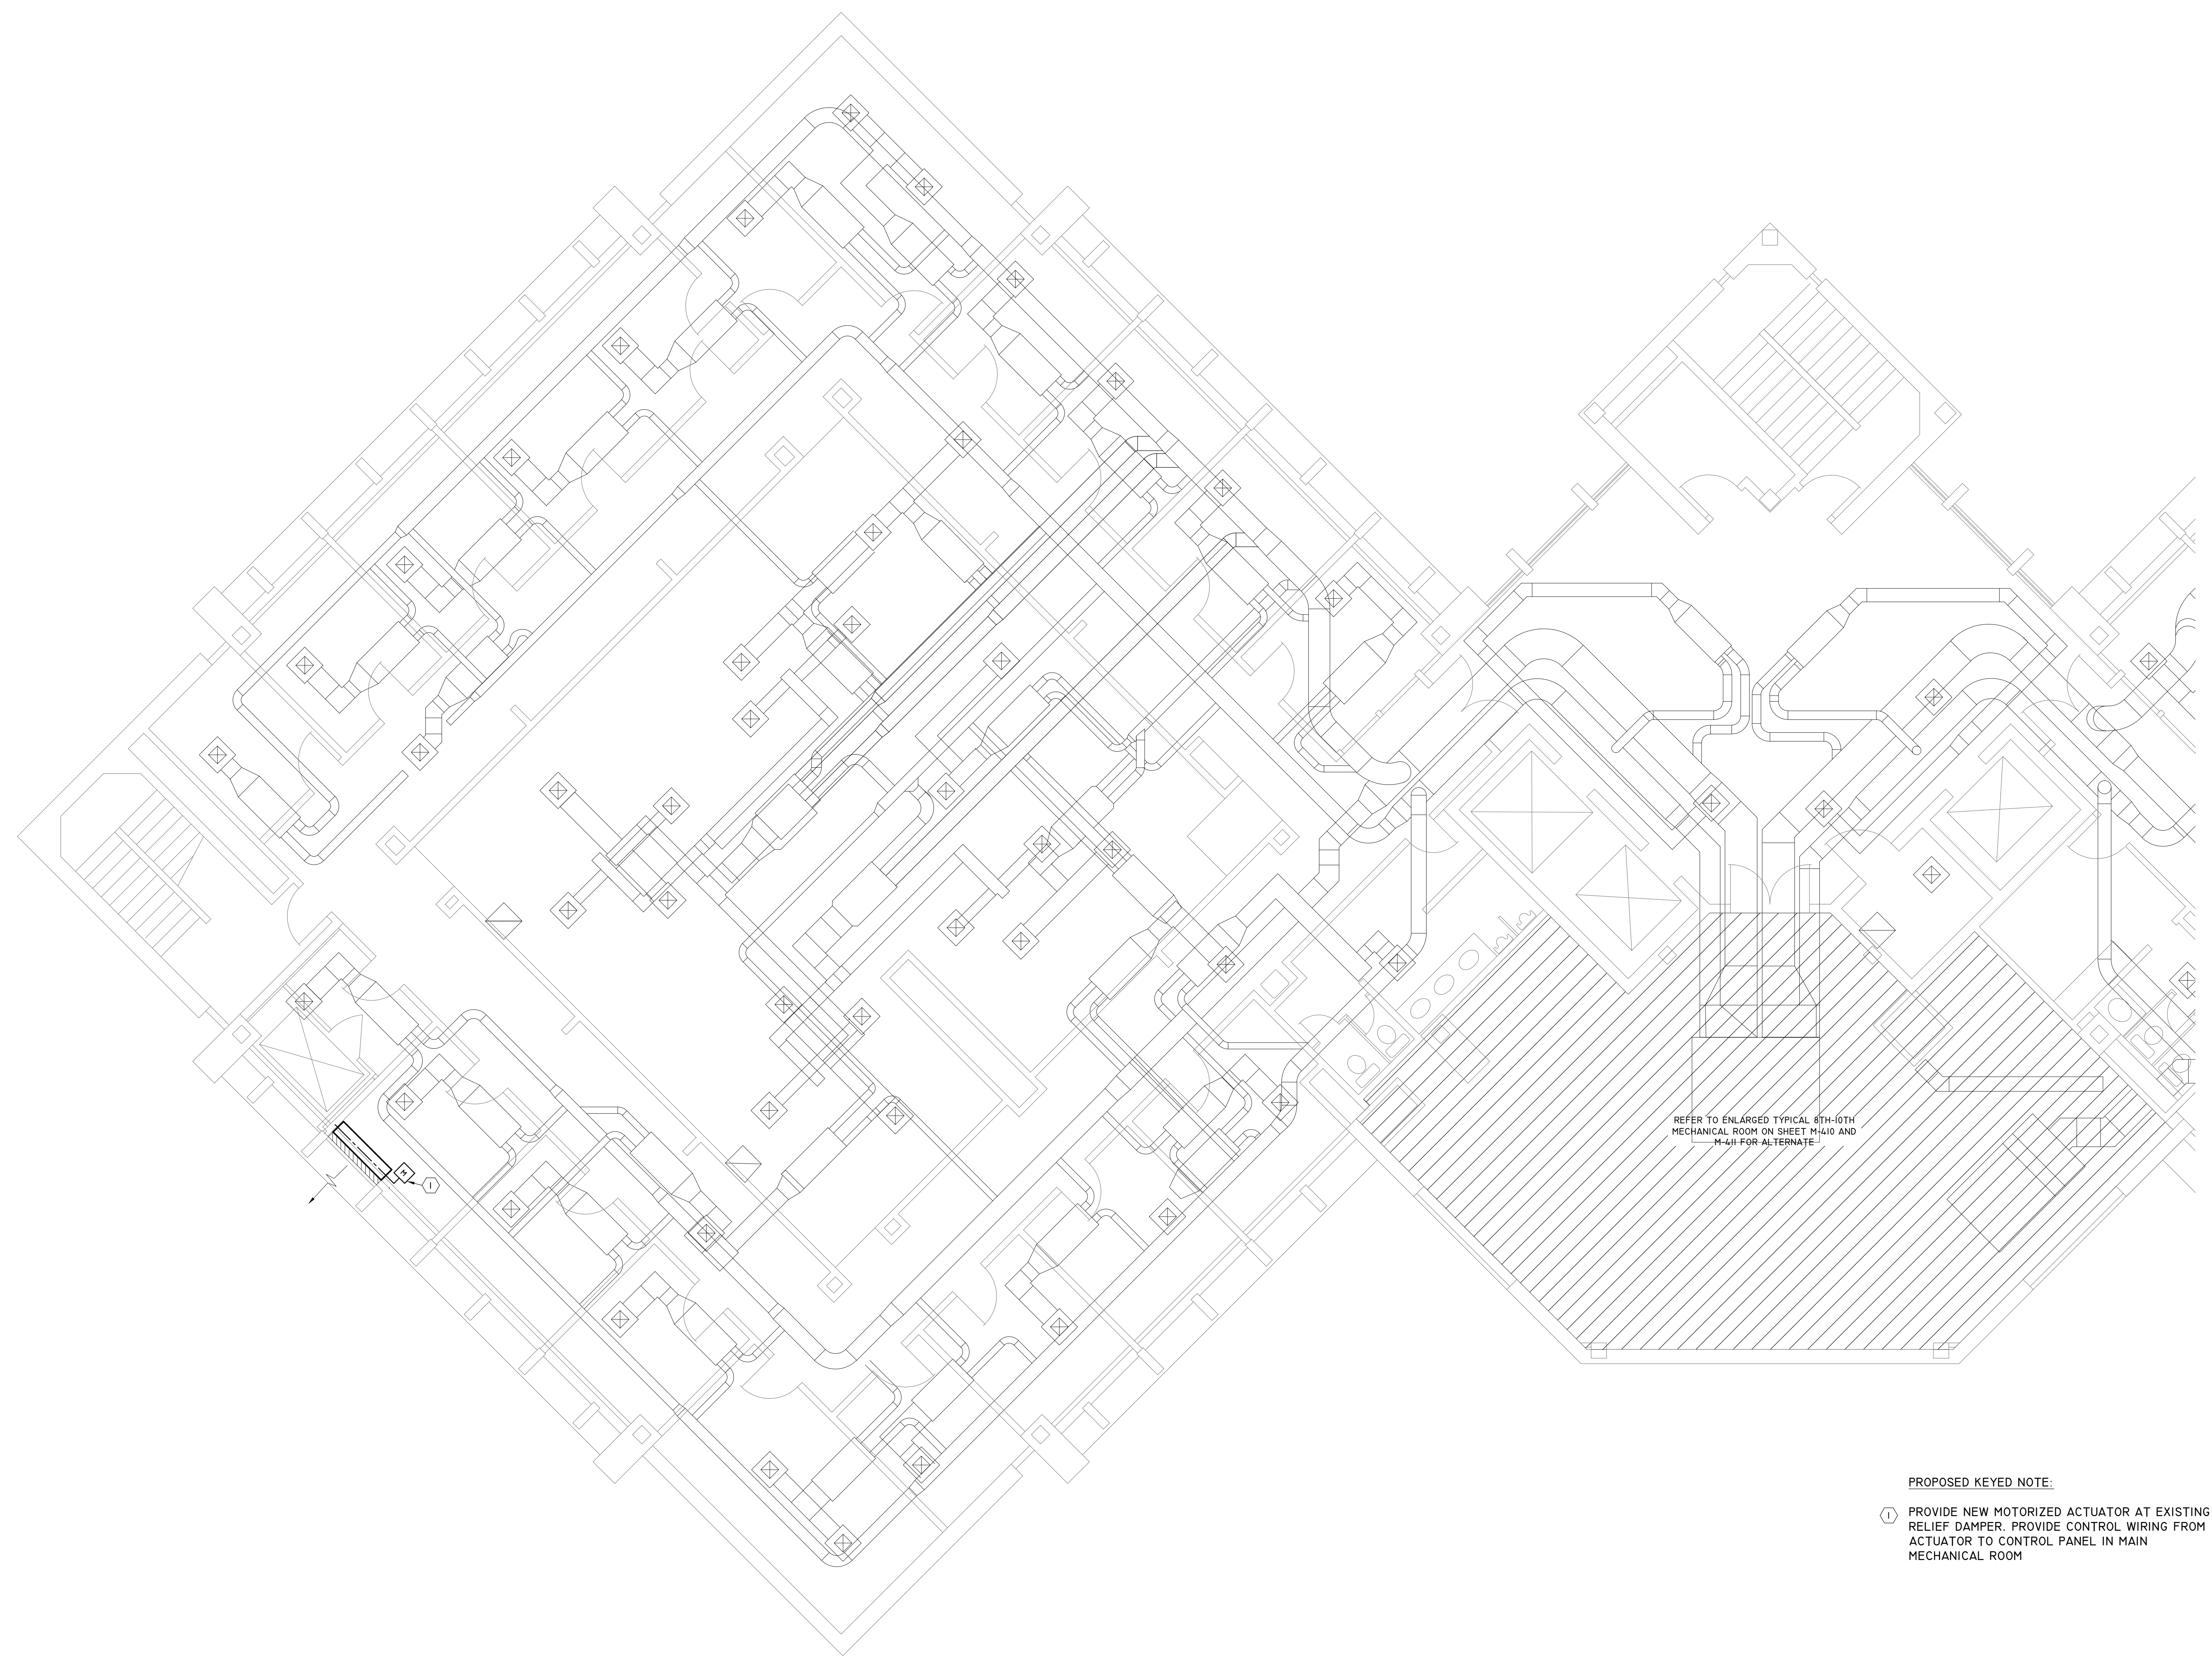 M
1
REFER TO ENLARGED TYPICAL 8TH-10TH
MECHANICAL ROOM ON SHEET M-410 AND
M-411 FOR ALTERNATE
PROPOSED KEYED NOTE:
1 PROVIDE NEW MOTORIZED ACTUATOR AT EXISTING
RELIEF DAMPER. PROVIDE CONTROL WIRING FROM
ACTUATOR TO CONTROL PANEL IN MAIN
MECHANICAL ROOM